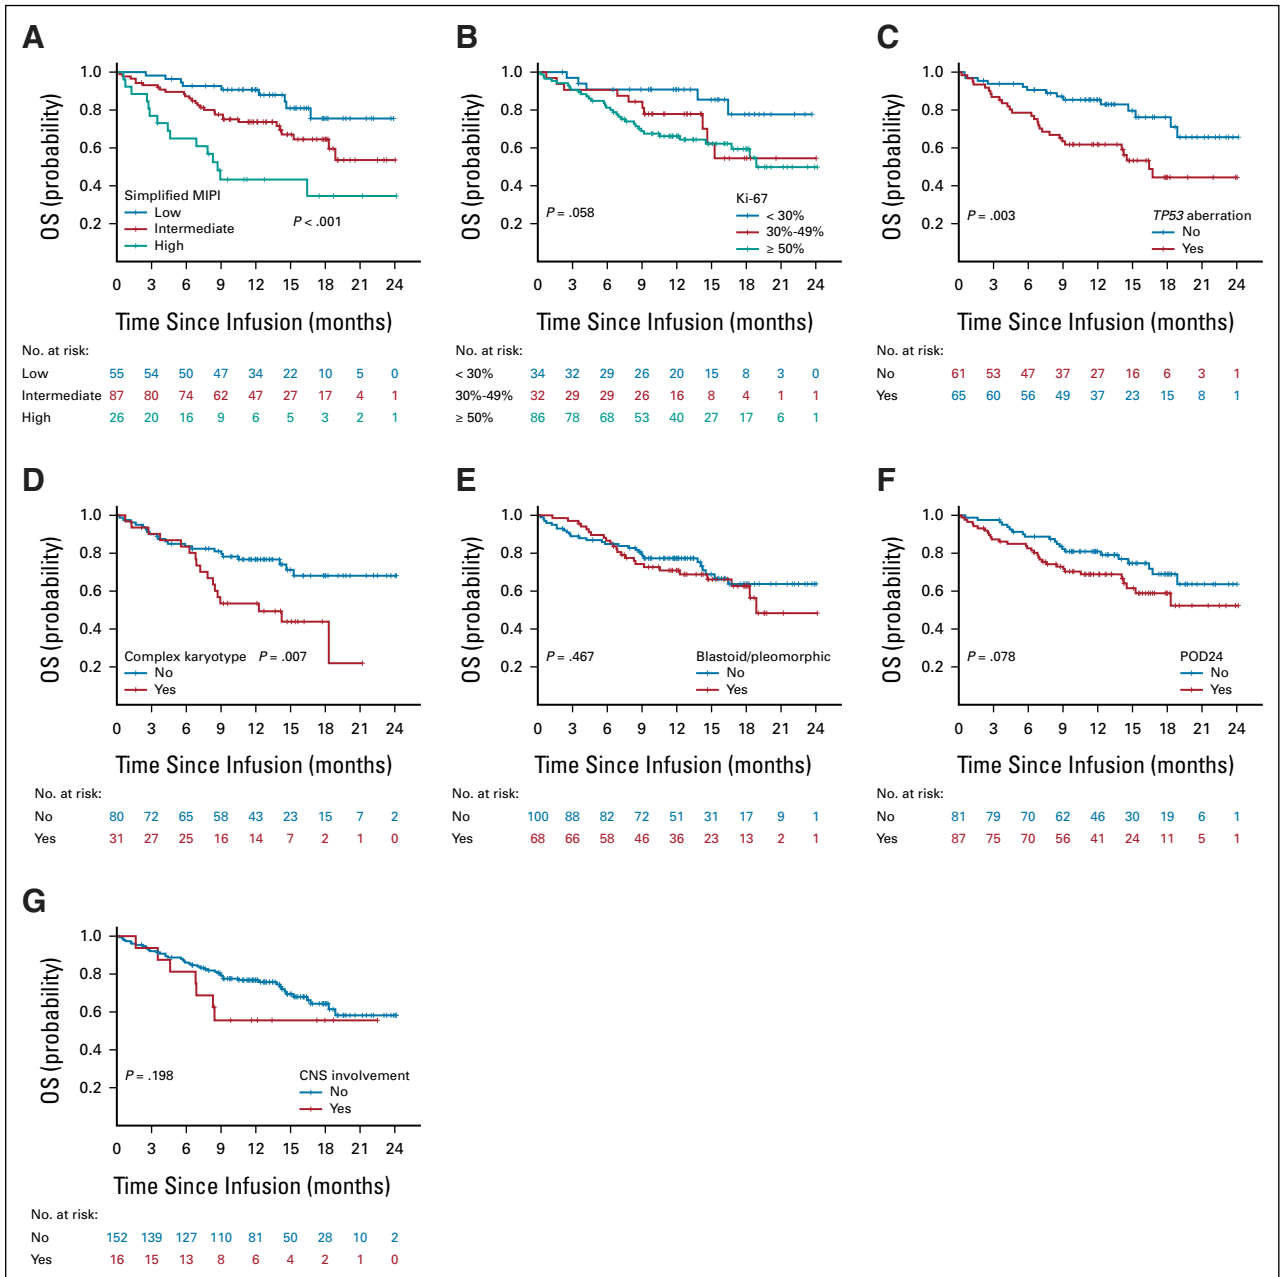 A
OS (probability)
1.0
0.8
0.6
0.4
0.2
Simplified MIPI
Low
Intermediate
High
P < .001
0 3 6 9 12 15 18 21 24
Time Since Infusion (months)
No. at risk:
Low 55 54 50 47 34 22 10 5 0
Intermediate 87 80 74 62 47 27 17 4 1
High 26 20 16 9 6 5 3 2 1
B
OS (probability)
1.0
0.8
0.6
0.4
0.2
P = .058
Ki-67
< 30%
30%-49%
≥ 50%
0 3 6 9 12 15 18 21 24
Time Since Infusion (months)
No. at risk:
< 30% 34 32 29 26 20 15 8 3 0
30%-49% 32 29 29 26 16 8 4 1 1
≥ 50% 86 78 68 53 40 27 17 6 1
C
OS (probability)
1.0
0.8
0.6
0.4
0.2
P = .003
TP53 aberration
No
Yes
0 3 6 9 12 15 18 21 24
Time Since Infusion (months)
No. at risk:
No 61 53 47 37 27 16 6 3 1
Yes 65 60 56 49 37 23 15 8 1
D
OS (probability)
1.0
0.8
0.6
0.4
0.2
Complex karyotype P = .007
No
Yes
0 3 6 9 12 15 18 21 24
Time Since Infusion (months)
No. at risk:
No 80 72 65 58 43 23 15 7 2
Yes 31 27 25 16 14 7 2 1 0
E
OS (probability)
1.0
0.8
0.6
0.4
0.2
P = .467
Blastoid/pleomorphic
No
Yes
0 3 6 9 12 15 18 21 24
Time Since Infusion (months)
No. at risk:
No 100 88 82 72 51 31 17 9 1
Yes 68 66 58 46 36 23 13 2 1
F
OS (probability)
1.0
0.8
0.6
0.4
0.2
P = .078
POD24
No
Yes
0 3 6 9 12 15 18 21 24
Time Since Infusion (months)
No. at risk:
No 81 79 70 62 46 30 19 6 1
Yes 87 75 70 56 41 24 11 5 1
G
OS (probability)
1.0
0.8
0.6
0.4
0.2
P = .198
CNS involvement
No
Yes
0 3 6 9 12 15 18 21 24
Time Since Infusion (months)
No. at risk:
No 152 139 127 110 81 50 28 10 2
Yes 16 15 13 8 6 4 2 1 0